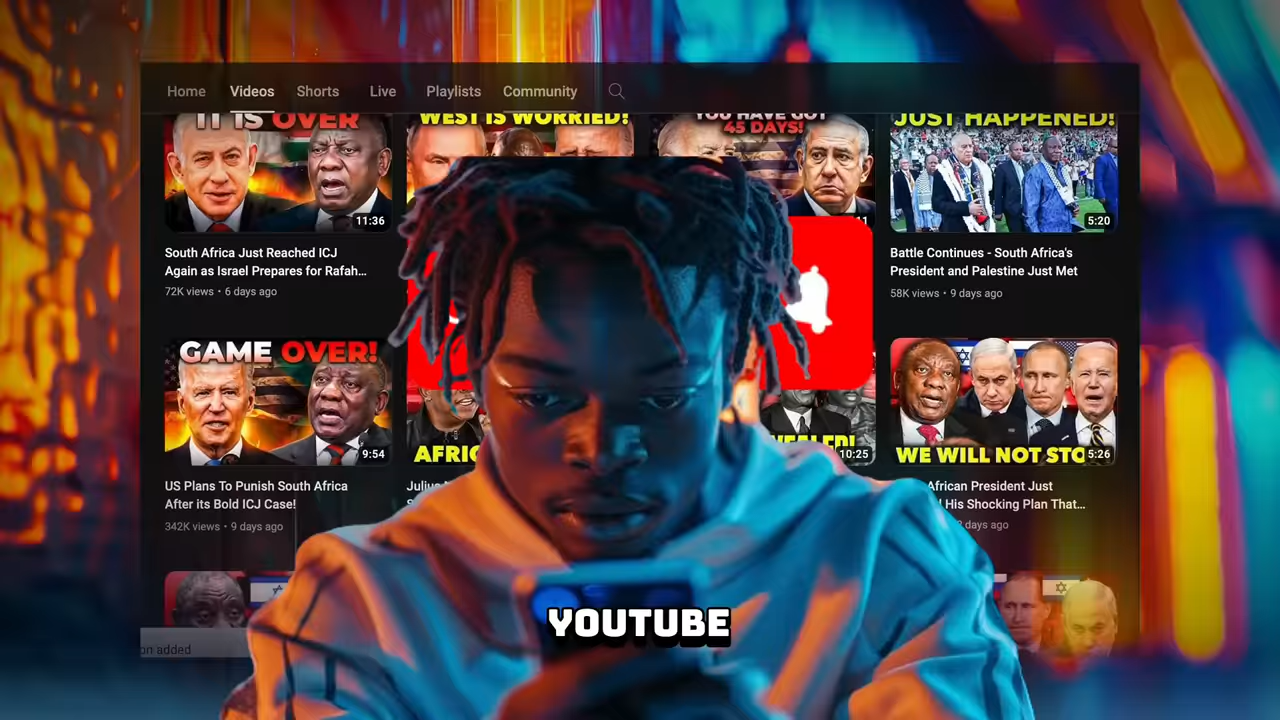 Home Videos Shorts Live Playlists Community
IT IS OVER
WEST IS WORRIED!
YOU HAVE GOT
45 DAYS!
JUST HAPPENED!
11:36
11
5:20
South Africa Just Reached ICJ
Again as Israel Prepares for Rafah...
72K views • 6 days ago
Battle Continues - South Africa's
President and Palestine Just Met
58K views • 9 days ago
GAME OVER!
9:54
AFRIC
10:25
WE WILL NOT STO
5:26
US Plans To Punish South Africa
After its Bold ICJ Case!
342K views • 9 days ago
African President Just
His Shocking Plan That...
days ago
YOUTUBE
on added